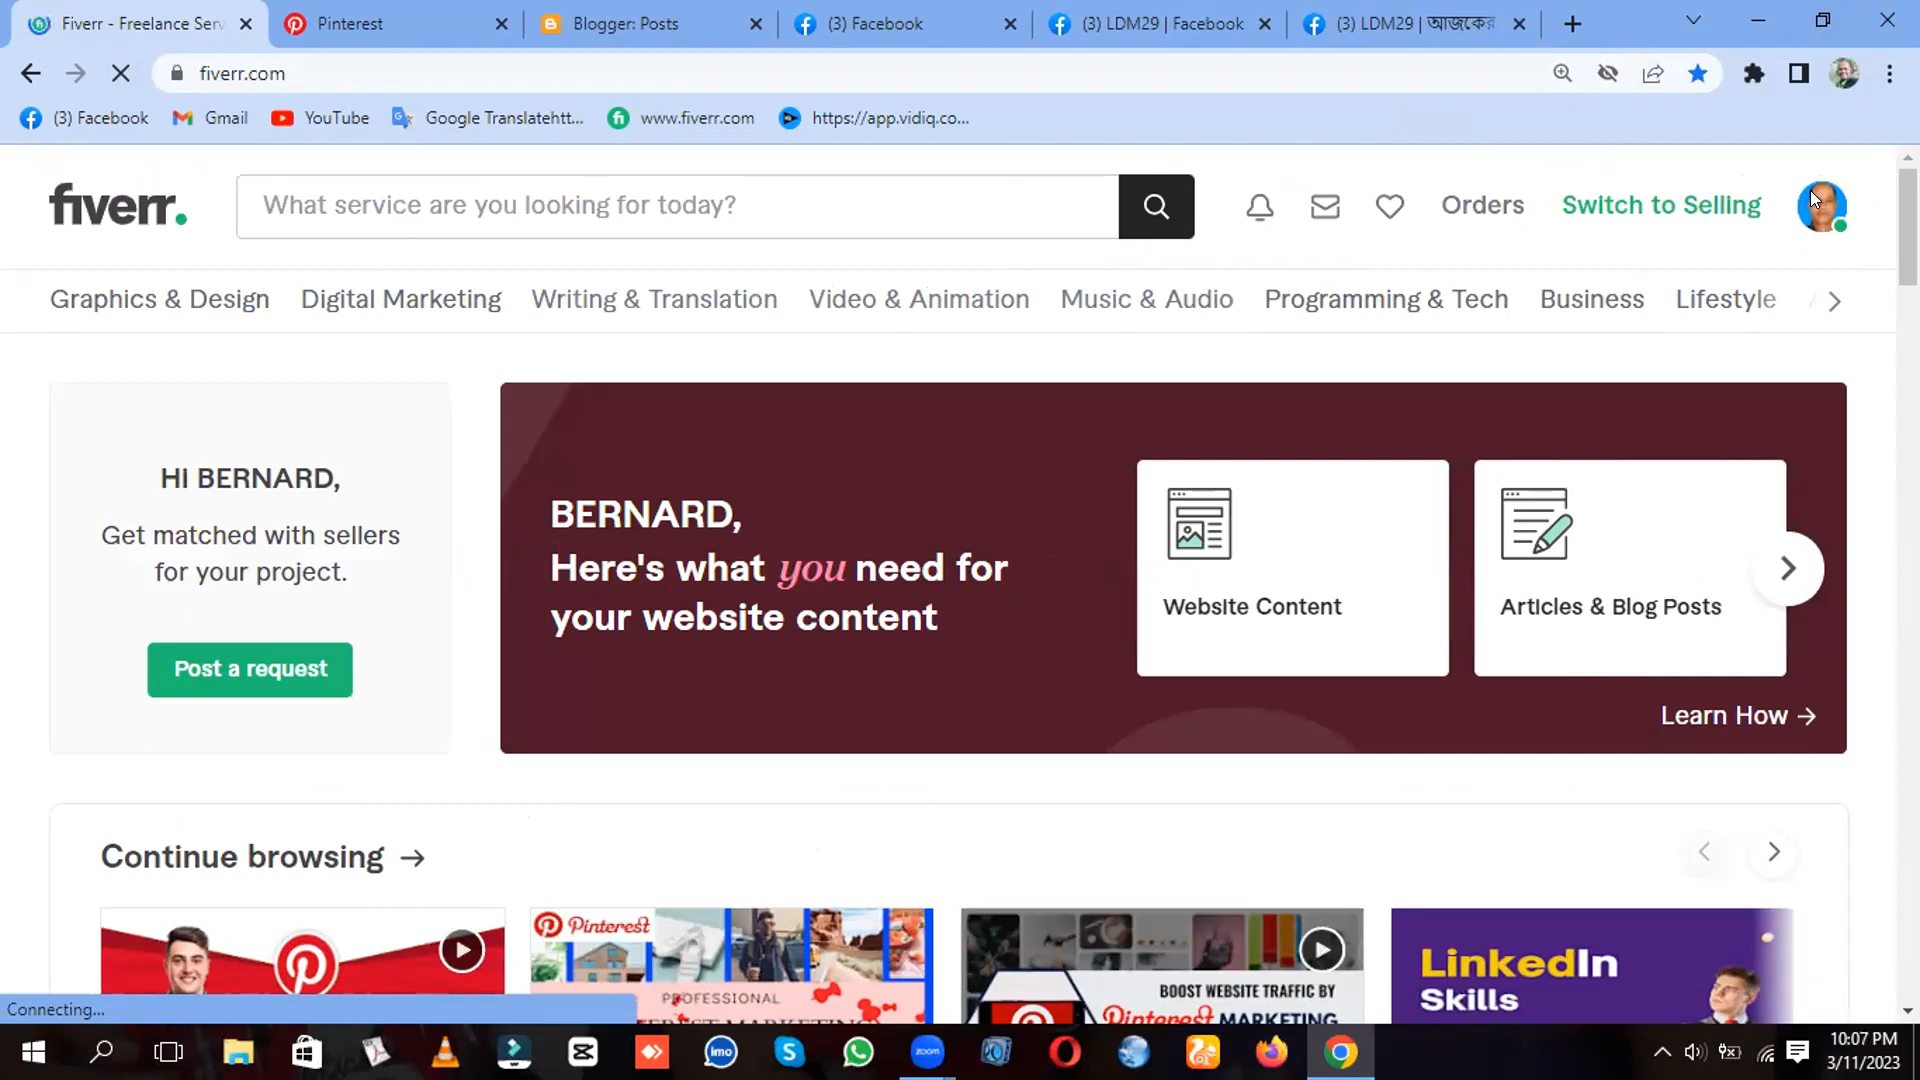 Fiverr - Freelance Serv
Pinterest
Blogger: Posts
(3) Facebook
(3) LDM29 | Facebook
(3) LDM29 | আজকের
fiverr.com
(3) Facebook
Gmail
YouTube
Google Translatehtt...
www.fiverr.com
https://app.vidiq.co...
fiverr.
What service are you looking for today?
Orders
Switch to Selling
Graphics & Design
Digital Marketing
Writing & Translation
Video & Animation
Music & Audio
Programming & Tech
Business
Lifestyle
Hi BERNARD,
Get matched with sellers
for your project.
Post a request
BERNARD,
Here's what you need for
your website content
Website Content
Articles & Blog Posts
Learn How →
Continue browsing →
Pinterest
PROFESSIONAL
BOOST WEBSITE TRAFFIC BY
Pinterest MARKETING
LinkedIn
Skills
Connecting...
imo
zoom
10:07 PM
3/11/2023